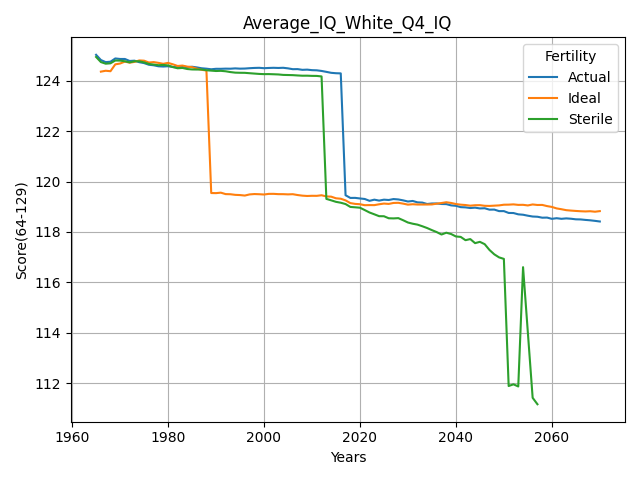 Average_IQ_White_Q4_IQ
Fertility
Actual
Ideal
Sterile
Score(64-129)
124
122
120
118
116
114
112
1960
1980
2000
2020
2040
2060
Years